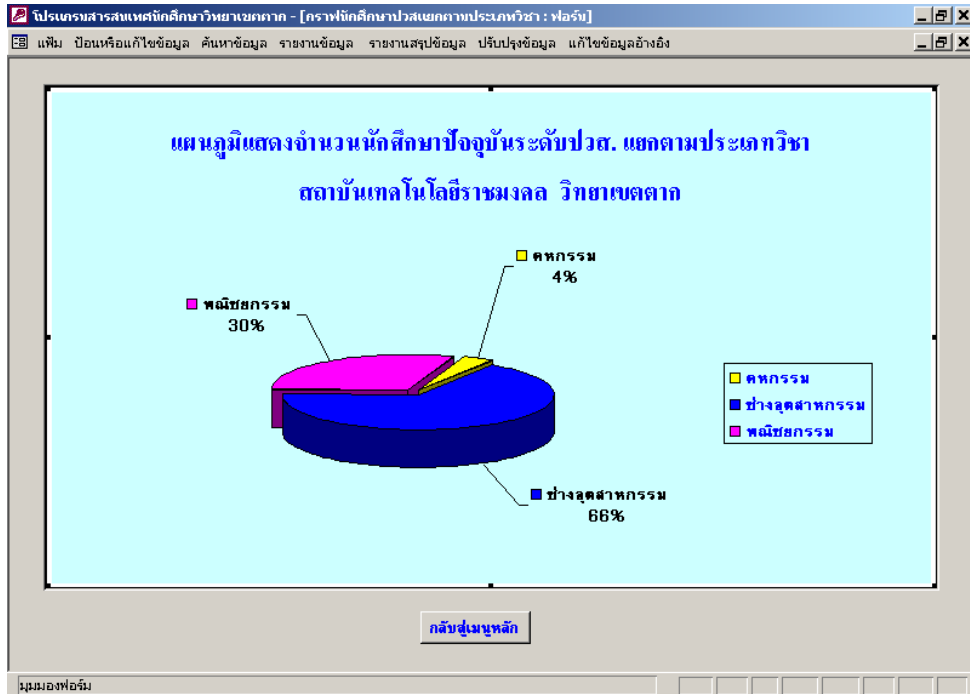 โปรแกรมสารสนเทศนักศึกษาวิทยาเขตตาก - [กราฟนักศึกษาปวสแยกตามประเภทวิชา : ฟอร์ม]
แฟ้ม ป้อนหรือแก้ไขข้อมูล ค้นหาข้อมูล รายงานข้อมูล รายงานสรุปข้อมูล ปรับปรุงข้อมูล แก้ไขข้อมูลอ้างอิง
แผนภูมิแสดงจำนวนนักศึกษาปัจจุบันระดับปวส. แยกตามประเภทวิชา
สถาบันเทคโนโลยีราชมงคล วิทยาเขตตาก
คหกรรม
4%
พณิชยกรรม
30%
คหกรรม
ช่างอุตสาหกรรม
พณิชยกรรม
ช่างอุตสาหกรรม
66%
กลับสู่เมนูหลัก
มุมมองฟอร์ม